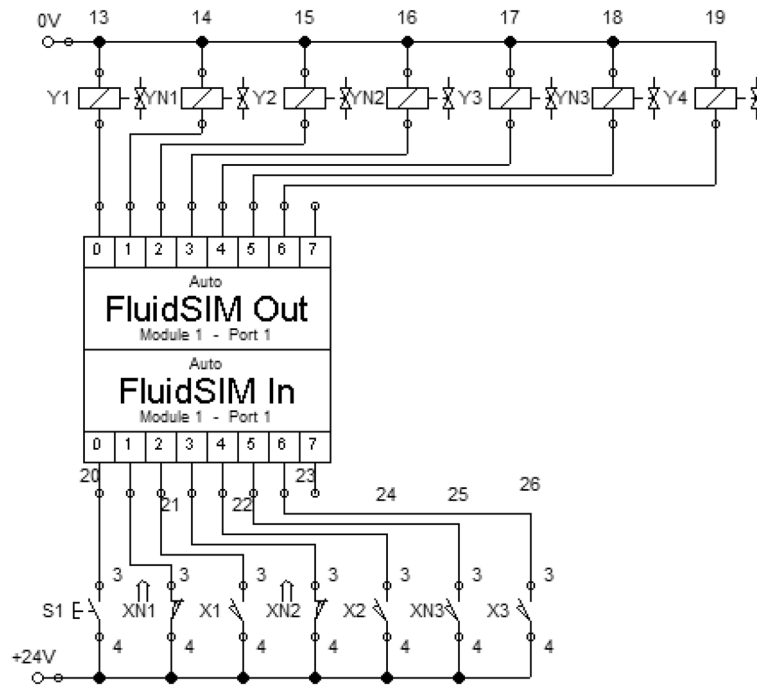 0V 13 14 15 16 17 18 19
Y1 YN1 Y2 YN2 Y3 YN3 Y4
0 1 2 3 4 5 6 7
Auto
FluidSIM Out
Module 1 - Port 1
Auto
FluidSIM In
Module 1 - Port 1
0 1 2 3 4 5 6 7
20 21 22 23 24 25 26
3 3 3 3 3 3 3
S1 XN1 X1 XN2 X2 XN3 X3
4 4 4 4 4 4 4
+24V